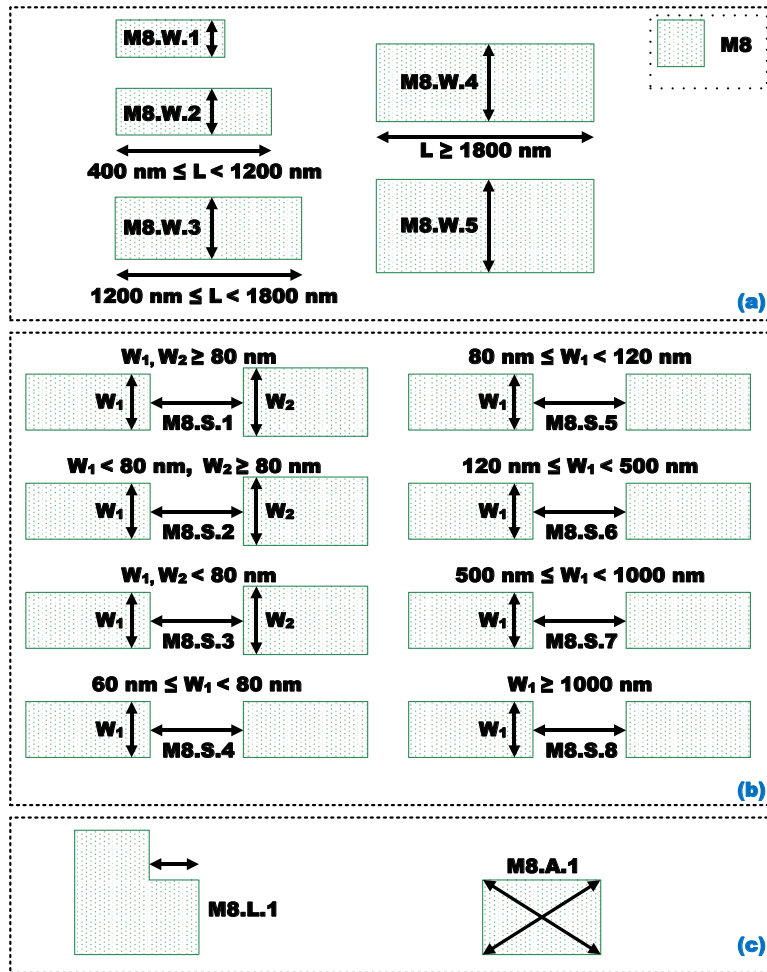 M8.W.1
M8.W.2
400 nm ≤ L < 1200 nm
M8.W.3
1200 nm ≤ L < 1800 nm
M8.W.4
L ≥ 1800 nm
M8.W.5
M8
(a)
W₁, W₂ ≥ 80 nm
W₁
M8.S.1
W₂
W₁ < 80 nm, W₂ ≥ 80 nm
W₁
M8.S.2
W₂
W₁, W₂ < 80 nm
W₁
M8.S.3
W₂
60 nm ≤ W₁ < 80 nm
W₁
M8.S.4
80 nm ≤ W₁ < 120 nm
W₁
M8.S.5
120 nm ≤ W₁ < 500 nm
W₁
M8.S.6
500 nm ≤ W₁ < 1000 nm
W₁
M8.S.7
W₁ ≥ 1000 nm
W₁
M8.S.8
(b)
M8.L.1
M8.A.1
(c)